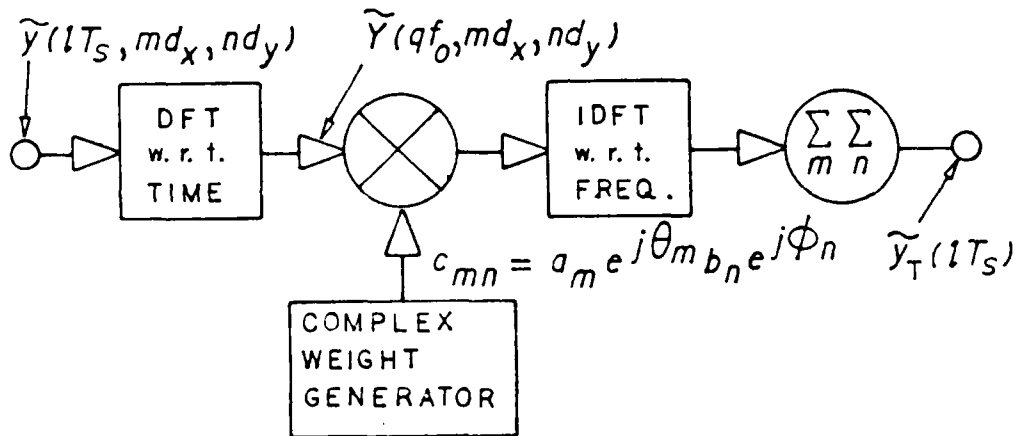 ỹ(lT_S, md_x, nd_y)
Ỹ(qf_o, md_x, nd_y)
DFT
w.r.t.
TIME
IDFT
w.r.t.
FREQ.
Σ Σ
m n
ỹ_T(lT_S)
c_mn = a_m e^jθ_m b_n e^jϕ_n
COMPLEX
WEIGHT
GENERATOR